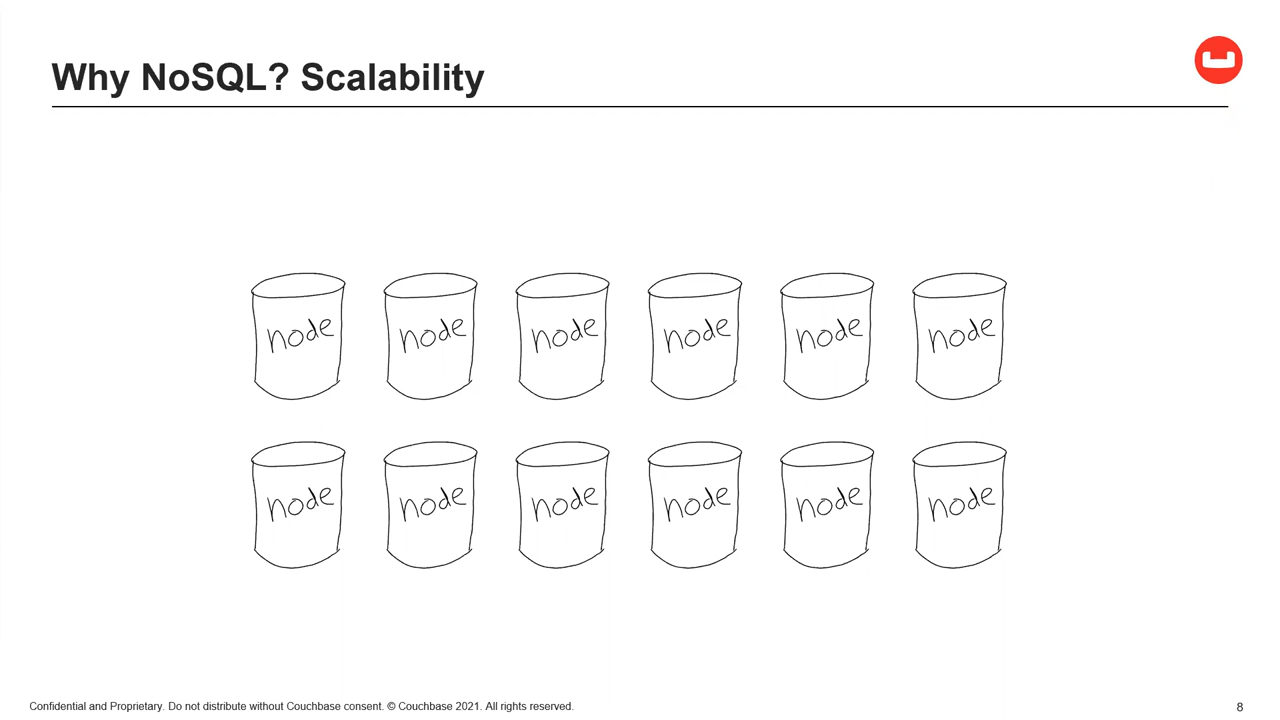 Why NoSQL? Scalability
node node node node node node
node node node node node node
Confidential and Proprietary. Do not distribute without Couchbase consent. © Couchbase 2021. All rights reserved.
8